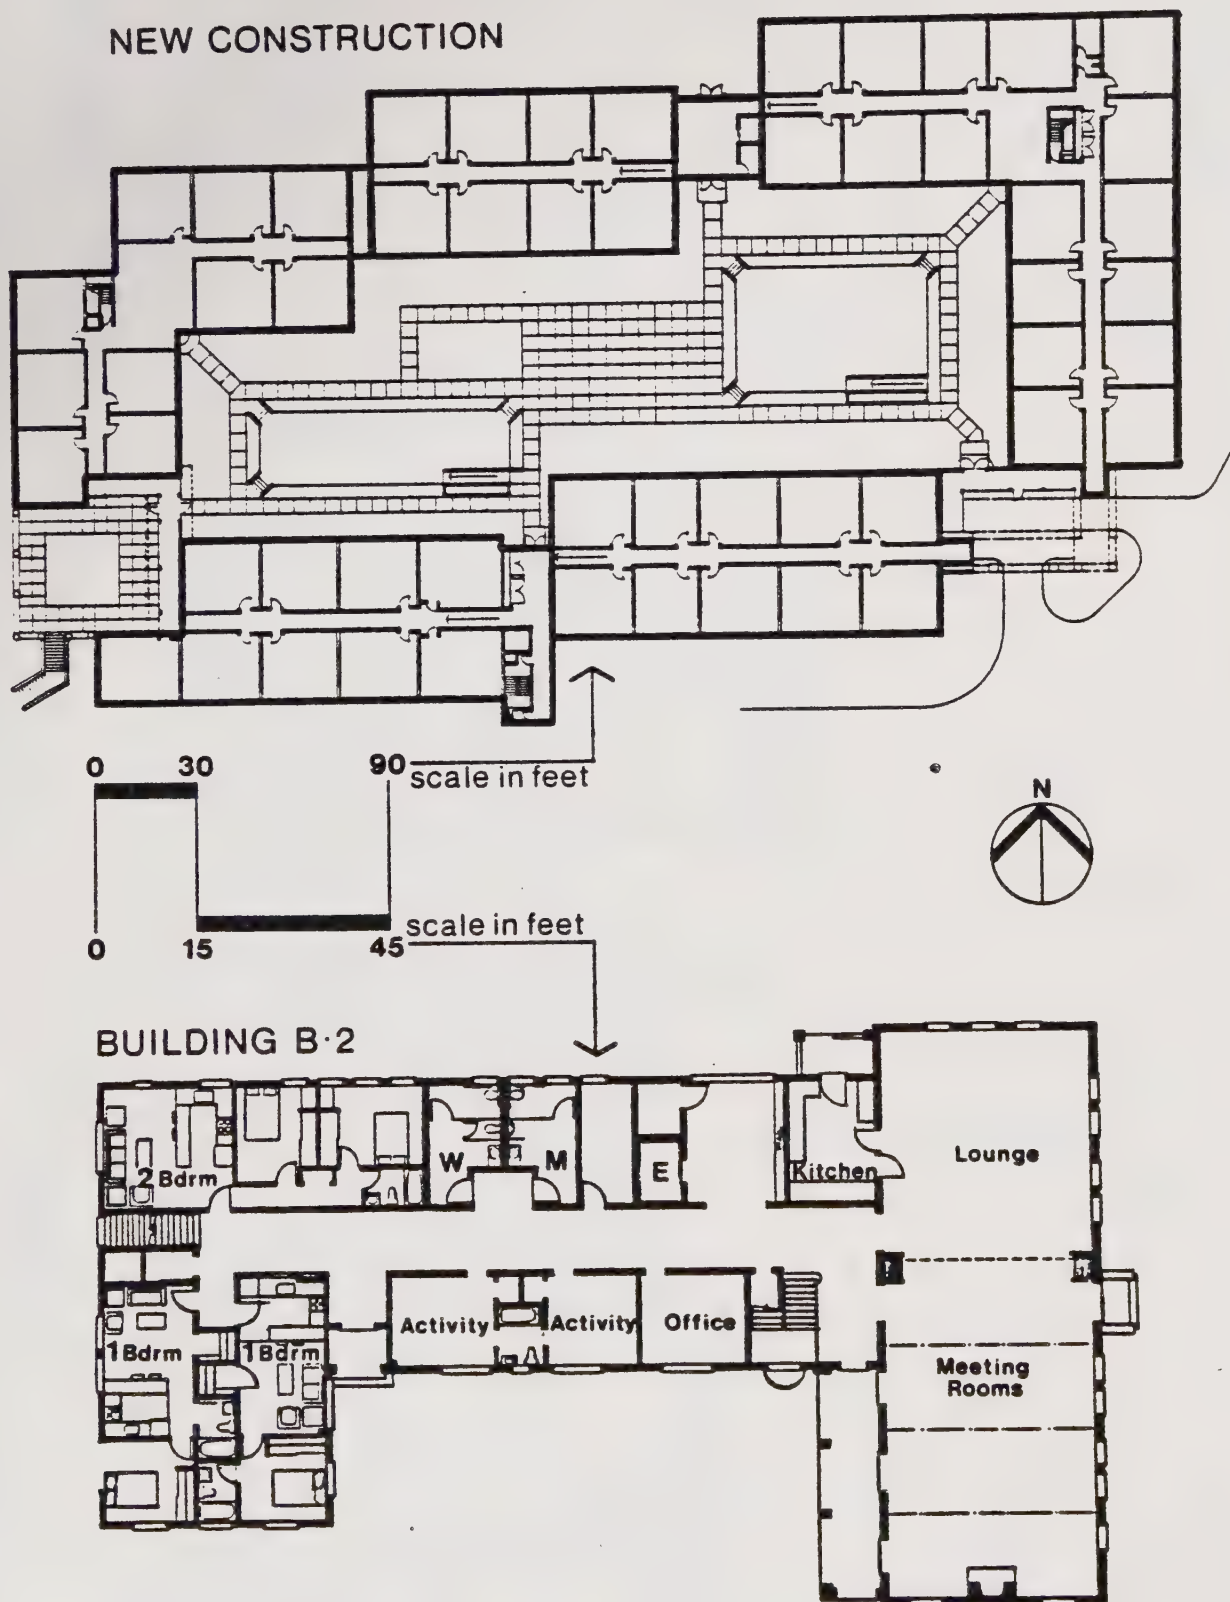 NEW CONSTRUCTION
0 30 90 scale in feet
N
scale in feet
0 15 45
BUILDING B·2
2 Bdrm
W
M
E
Kitchen
Lounge
Activity
Activity
Office
1 Bdrm
1 Bdrm
Meeting
Rooms